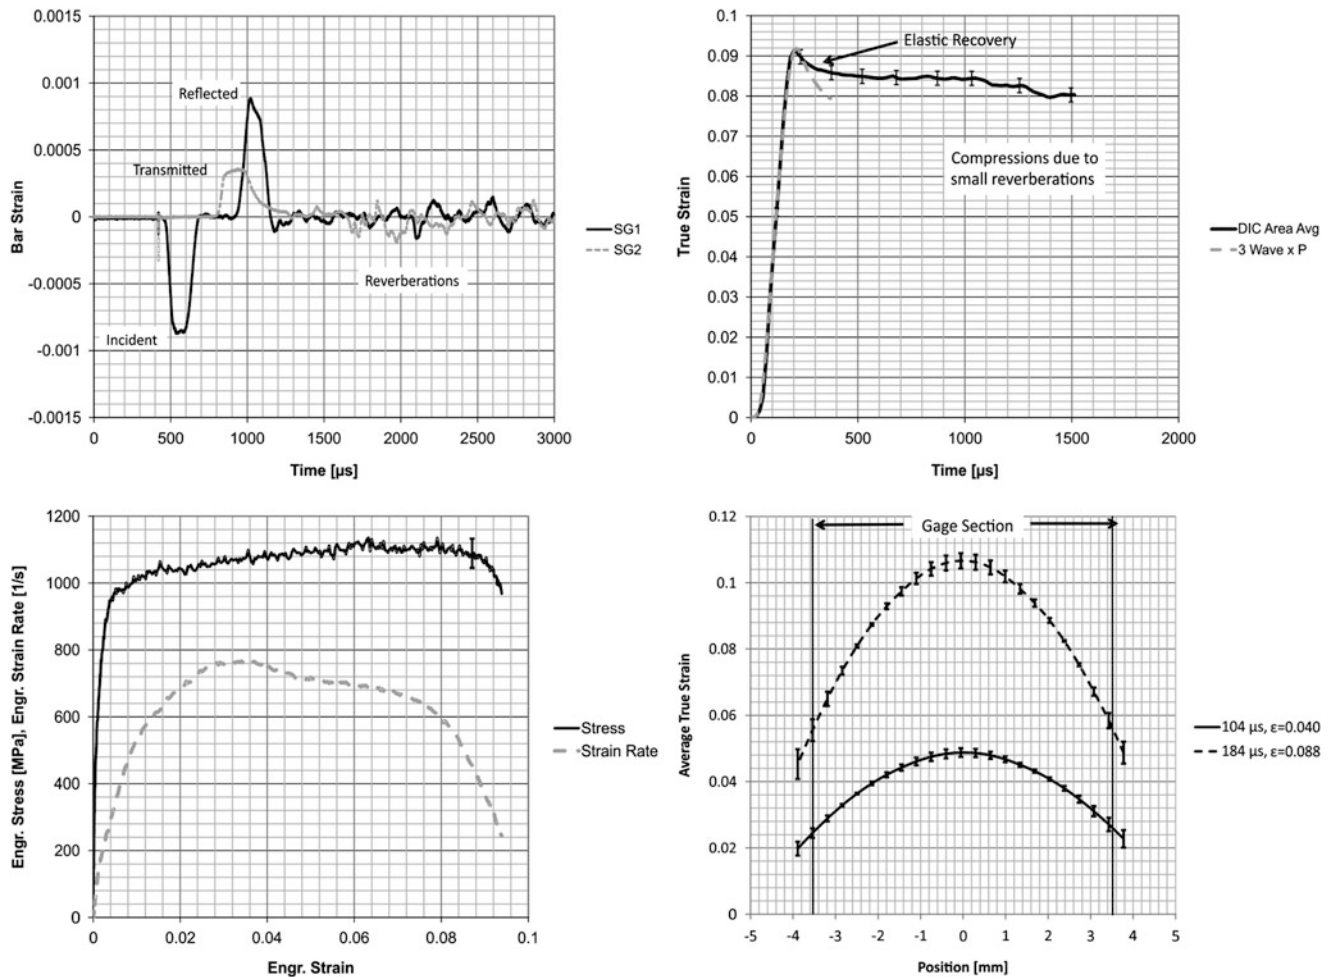 0.0015
0.001
0.0005
0
-0.0005
-0.001
-0.0015
Bar Strain
Reflected
Transmitted
Incident
Reverberations
SG1
SG2
0 500 1000 1500 2000 2500 3000
Time [µs]
0.1
0.09
0.08
0.07
0.06
0.05
0.04
0.03
0.02
0.01
0
True Strain
Elastic Recovery
Compressions due to
small reverberations
DIC Area Avg
3 Wave x P
0 500 1000 1500 2000
Time [µs]
1200
1000
800
600
400
200
0
Engr. Stress [MPa], Engr. Strain Rate [1/s]
Stress
Strain Rate
0 0.02 0.04 0.06 0.08 0.1
Engr. Strain
0.12
0.1
0.08
0.06
0.04
0.02
0
Average True Strain
Gage Section
104 µs, ε=0.040
184 µs, ε=0.088
-5 -4 -3 -2 -1 0 1 2 3 4 5
Position [mm]